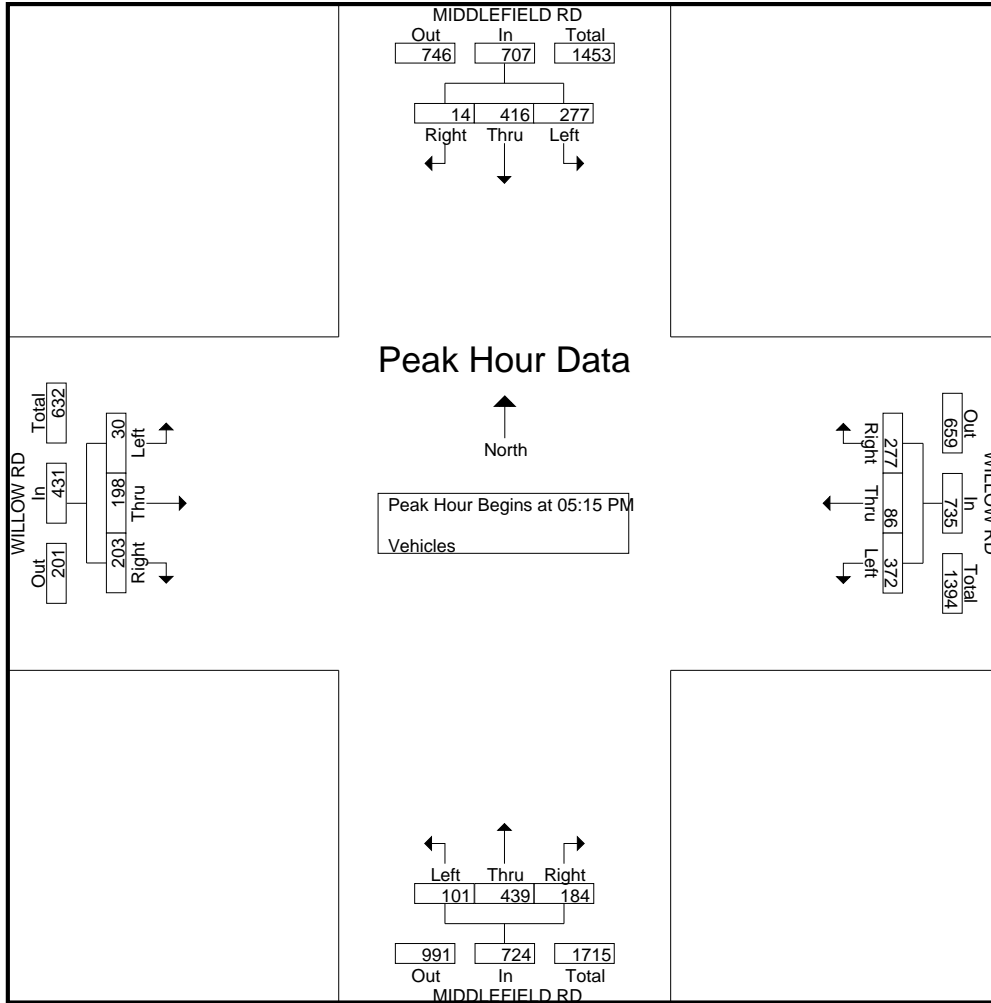 MIDDLEFIELD RD
Out In Total
746 707 1453
14 416 277
Right Thru Left
Peak Hour Data
North
Peak Hour Begins at 05:15 PM
Vehicles
WILLOW RD
Total In Out
632 431 201
30 198 203
Left Thru Right
Right Thru Left
277 86 372
Out In Total
659 735 1394
WILLOW RD
Left Thru Right
101 439 184
991 724 1715
Out In Total
MIDDLEFIELD RD